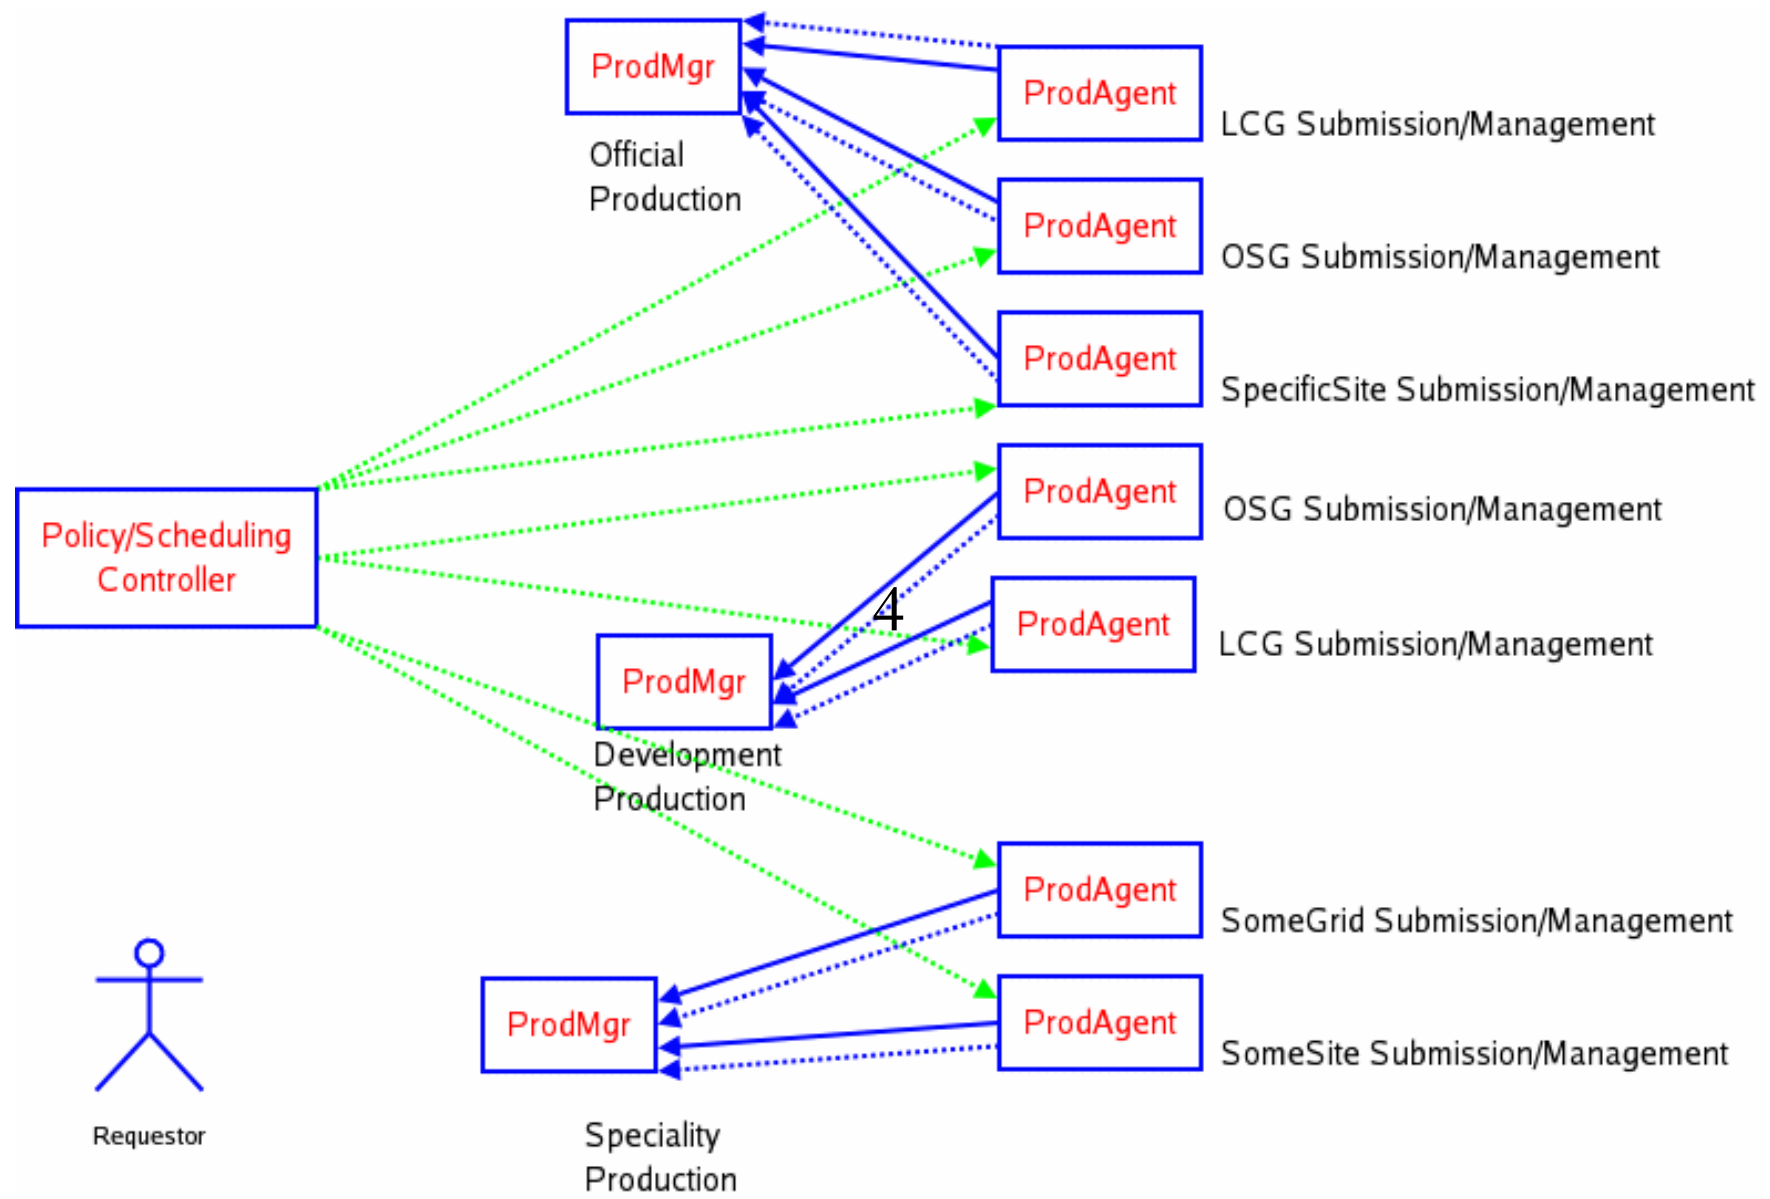 ProdMgr
Official
Production
ProdAgent
LCG Submission/Management
ProdAgent
OSG Submission/Management
ProdAgent
SpecificSite Submission/Management
Policy/Scheduling
Controller
ProdAgent
OSG Submission/Management
4
ProdAgent
LCG Submission/Management
ProdMgr
Development
Production
ProdAgent
SomeGrid Submission/Management
ProdMgr
Speciality
Production
ProdAgent
SomeSite Submission/Management
Requestor